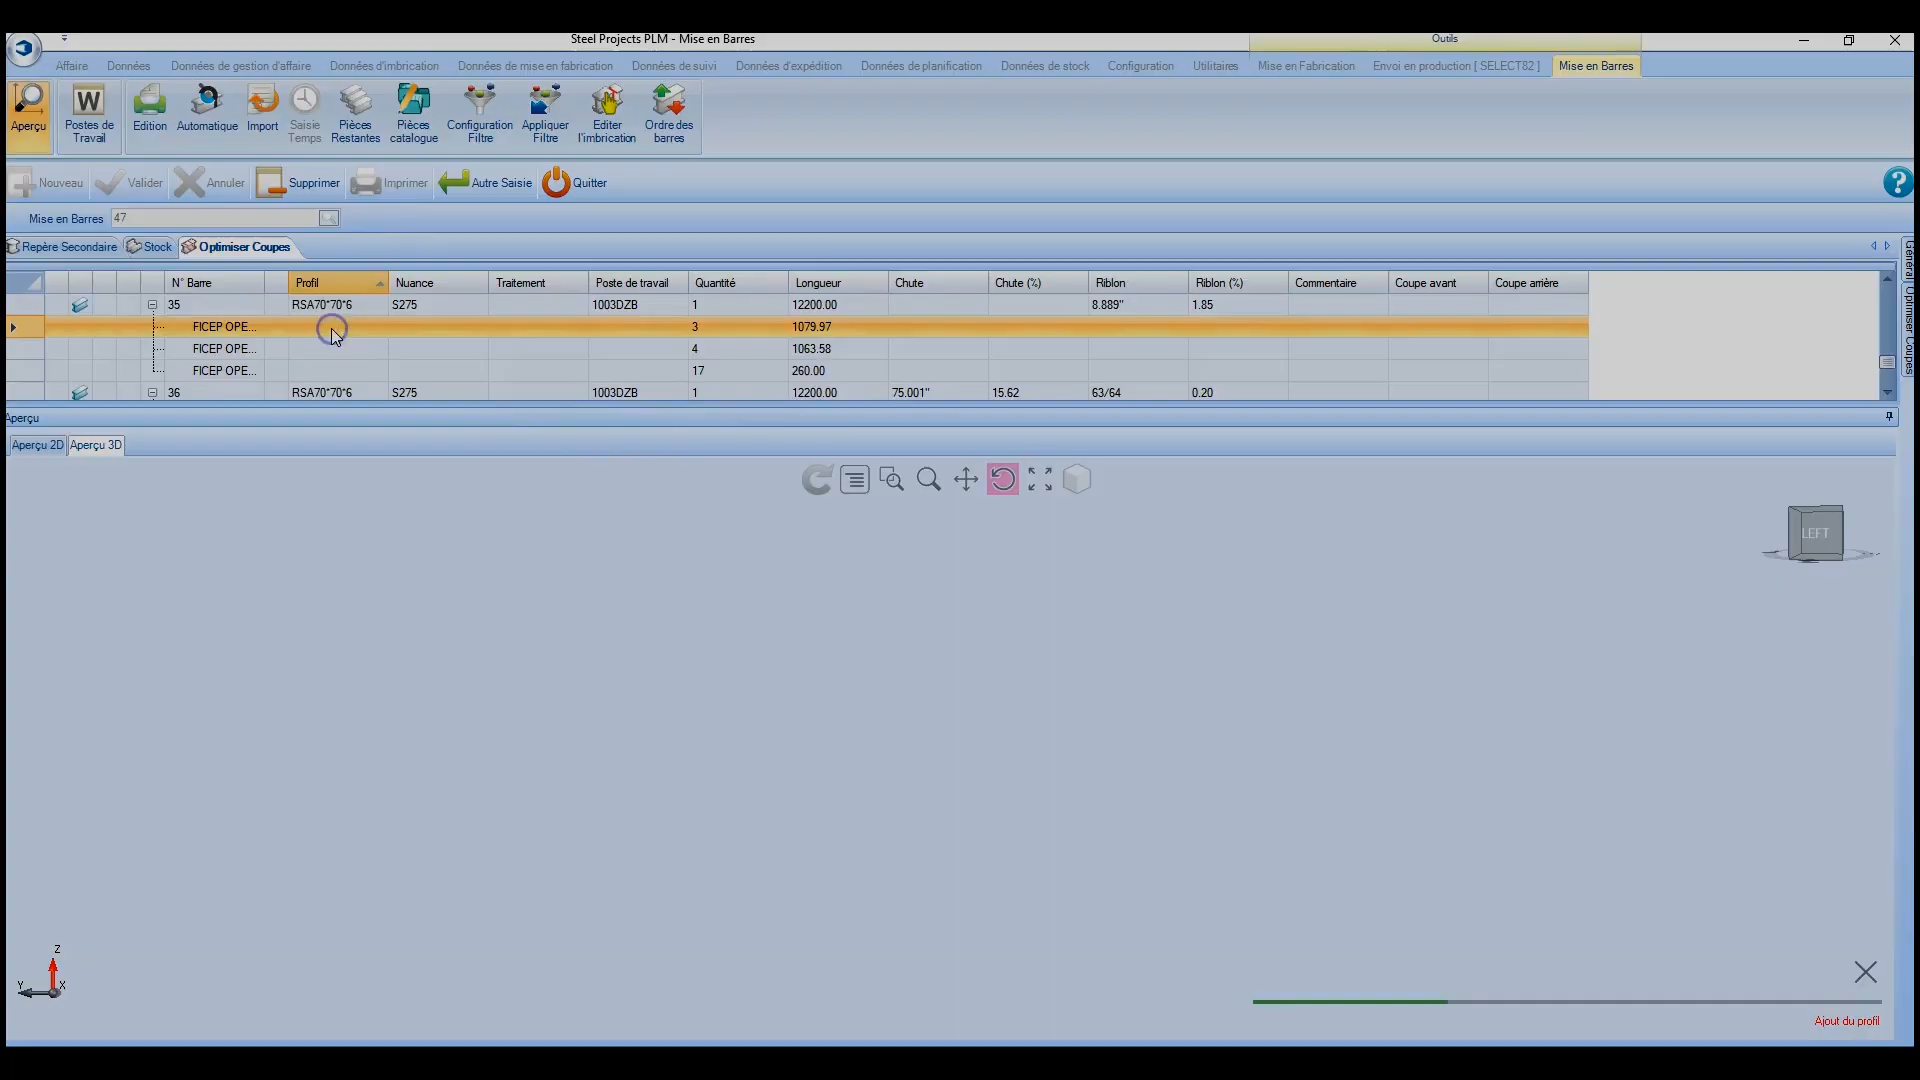 Steel Projects PLM - Mise en Barres
Outils
Affaire Données Données de gestion d'affaire Données d'imbrication Données de mise en fabrication Données de suivi Données d'expédition Données de planification Données de stock Configuration Utilitaires Mise en Fabrication Envoi en production [ SELECT82 ] Mise en Barres
Aperçu
Postes de Travail
Edition
Automatique
Import
Saisie Temps
Pièces Restantes
Pièces catalogue
Configuration Filtre
Appliquer Filtre
Editer l'imbrication
Ordre des barres
Nouveau Valider Annuler Supprimer Imprimer Autre Saisie Quitter
Mise en Barres 47
Repère Secondaire Stock Optimiser Coupes
N° Barre Profil Nuance Traitement Poste de travail Quantité Longueur Chute Chute (%) Riblon Riblon (%) Commentaire Coupe avant Coupe arrière
35 RSA70*70*6 S275 1003DZB 1 12200.00 8.889" 1.85
FICEP OPE... 3 1079.97
FICEP OPE... 4 1063.58
FICEP OPE... 17 260.00
36 RSA70*70*6 S275 1003DZB 1 12200.00 75.001" 15.62 63/64 0.20
Général
Optimiser Coupes
Aperçu
Aperçu 2D Aperçu 3D
LEFT
Z
Y X
Ajout du profil